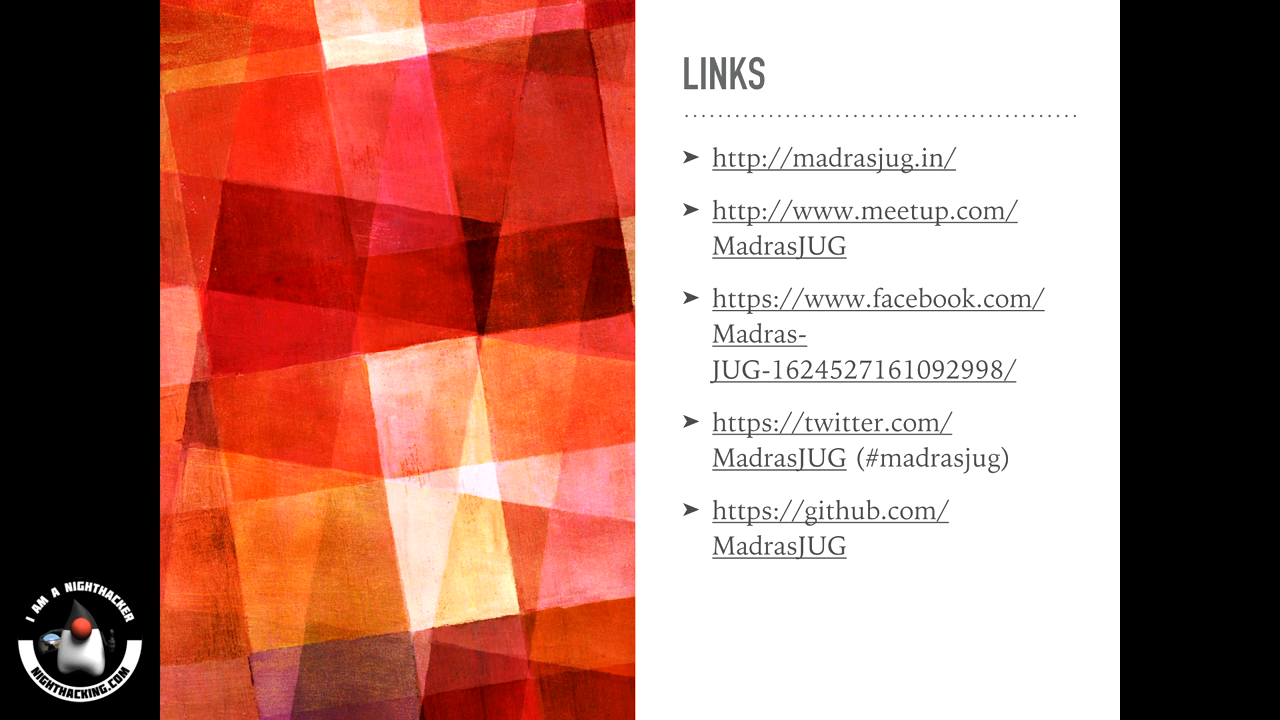 LINKS
➤ http://madrasjug.in/
➤ http://www.meetup.com/
MadrasJUG
➤ https://www.facebook.com/
Madras-
JUG-1624527161092998/
➤ https://twitter.com/
MadrasJUG (#madrasjug)
➤ https://github.com/
MadrasJUG
I AM A NIGHTHACKER
NIGHTHACKING.COM